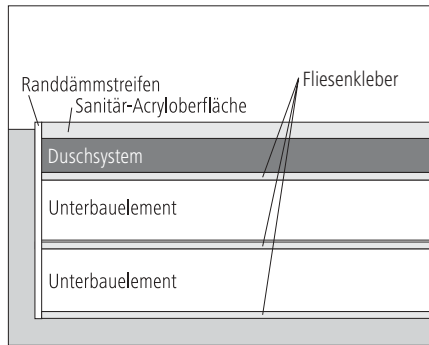 Fliesenkleber
Randdämmstreifen
Sanitär-Acryloberfläche
Duschsystem
Unterbauelement
Unterbauelement